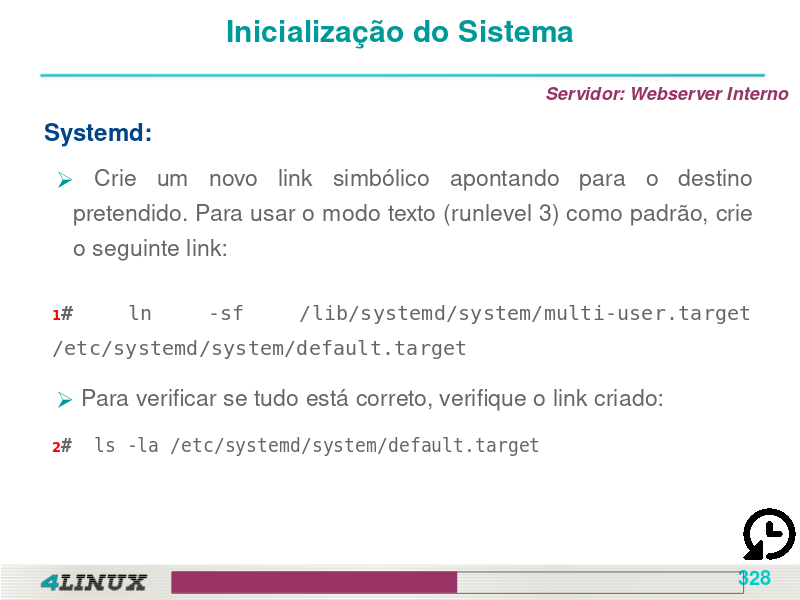 Inicialização do Sistema
Servidor: Webserver Interno
Systemd:
Crie um novo link simbólico apontando para o destino
pretendido. Para usar o modo texto (runlevel 3) como padrão, crie
o seguinte link:
1# ln -sf /lib/systemd/system/multi-user.target
/etc/systemd/system/default.target
Para verificar se tudo está correto, verifique o link criado:
2# ls -la /etc/systemd/system/default.target
4LINUX
328